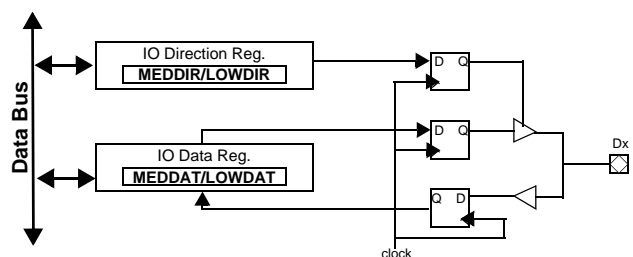 IO Direction Reg.
MEDDIR/LOWDIR
D Q
Data Bus
IO Data Reg.
MEDDAT/LOWDAT
D Q
Dx
Q D
clock